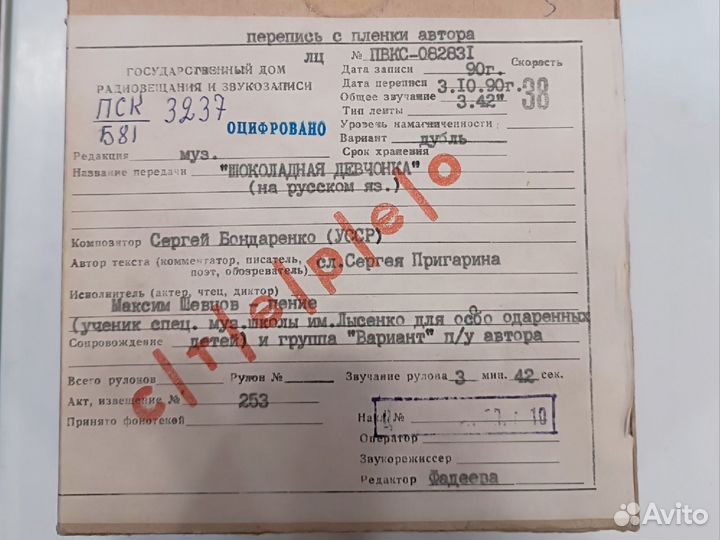 перепись с пленки автора
ЛЦ № ПВКС-082831
ГОСУДАРСТВЕННЫЙ ДОМ
РАДИОВЕЩАНИЯ И ЗВУКОЗАПИСИ
Дата записи 90г. Скорость
Дата переписи 3.10.90г. 38
Общее звучание 3.42"
Тип ленты
ПСК 3237
Б81
ОЦИФРОВАНО
Уровень намагниченности
Вариант дубль
Срок хранения
Редакция муз.
Название передачи "ШОКОЛАДНАЯ ДЕВЧОНКА"
(на русском яз.)
с/т/е/р/е/о
Композитор Сергей Бондаренко (УССР)
Автор текста (комментатор, писатель, поэт, обозреватель) сл.Сергея Пригарина
Исполнитель (актер, чтец, диктор)
Максим Шевцов - пение
(ученик спец. муз.школы им.Лысенко для особо одаренных
Сопровождение детей) и группа "Вариант" п/у автора
Всего рулонов Рулон № Звучание рулона 3 мин. 42 сек.
Акт, извещение № 253
Принято фонотекой
Оператор
Звукорежиссер
Редактор Фадеева
Avito